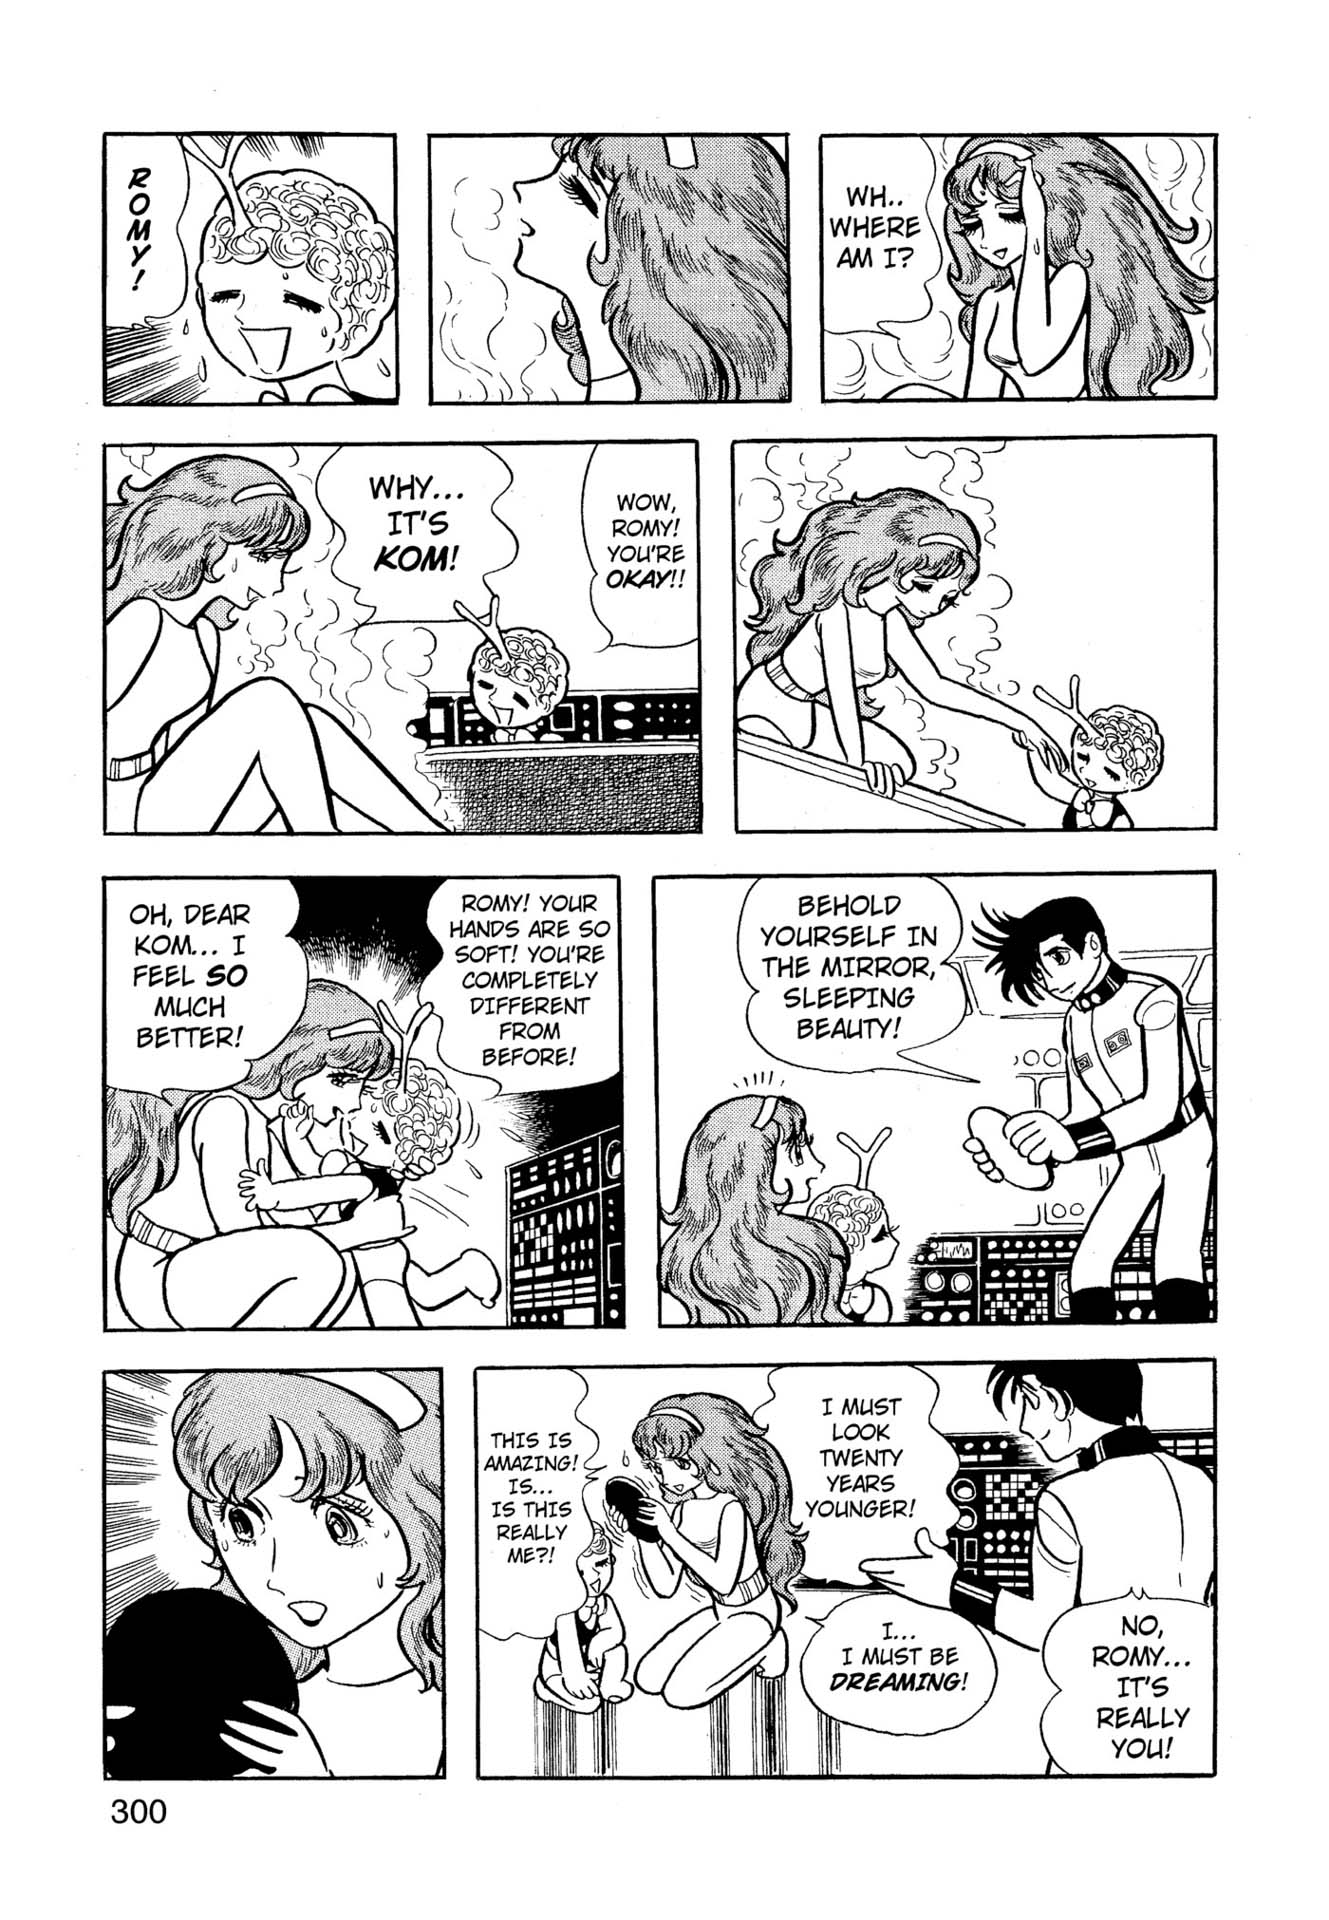 ROMY!
WH..
WHERE
AM I?
WHY...
IT'S
KOM!
WOW,
ROMY!
YOU'RE
OKAY!!
OH, DEAR
KOM... I
FEEL SO
MUCH
BETTER!
ROMY! YOUR
HANDS ARE SO
SOFT! YOU'RE
COMPLETELY
DIFFERENT
FROM
BEFORE!
BEHOLD
YOURSELF IN
THE MIRROR,
SLEEPING
BEAUTY!
THIS IS
AMAZING!
IS...
IS THIS
REALLY
ME?!
I MUST
LOOK
TWENTY
YEARS
YOUNGER!
I...
I MUST BE
DREAMING!
NO,
ROMY...
IT'S
REALLY
YOU!
300